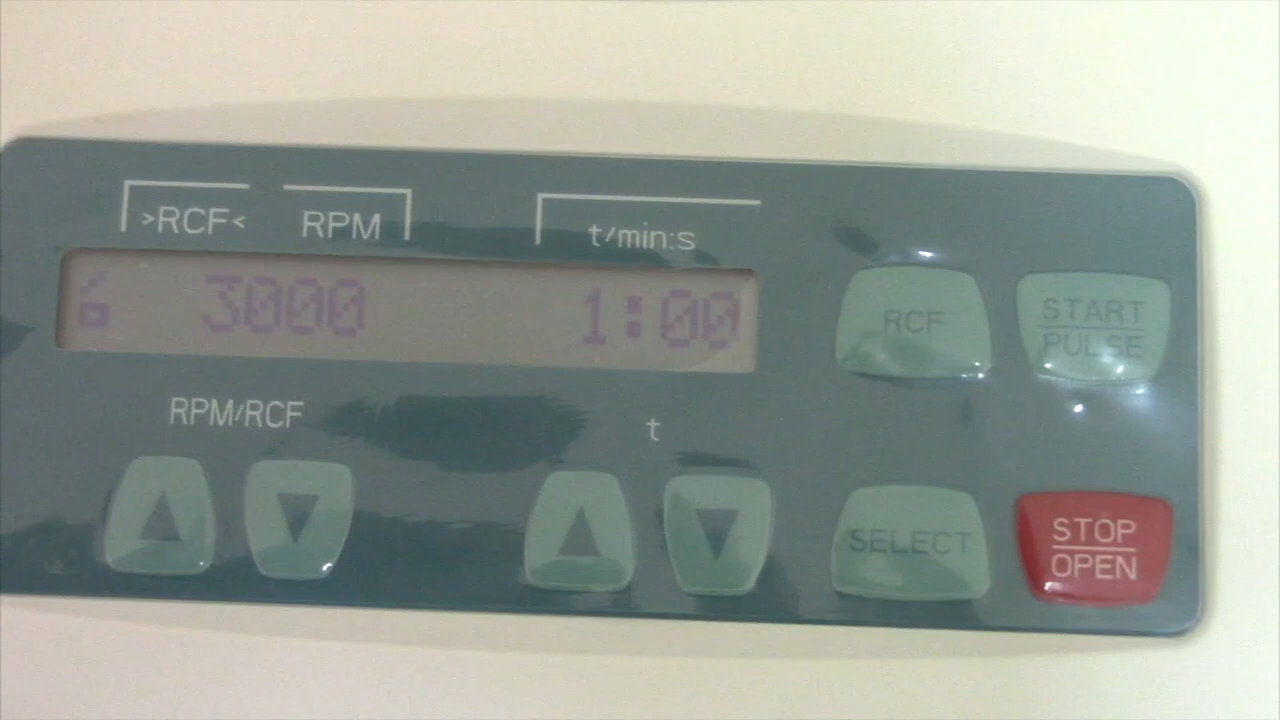 >RCF< RPM t/min:s
3000 1:00
RCF
START
PULSE
RPM/RCF t
SELECT
STOP
OPEN